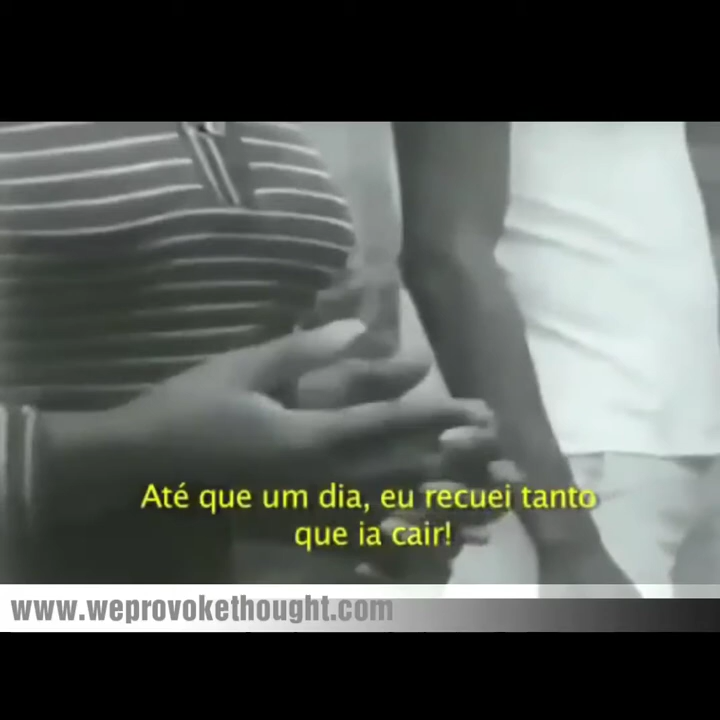 Até que um dia, eu recuei tanto
que ia cair!
www.weprovokethought.com